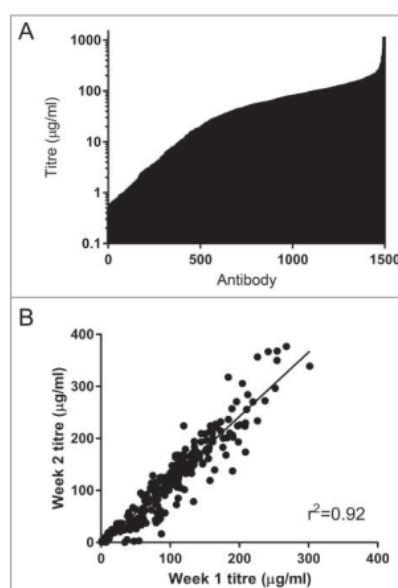 A
Titre (µg/ml)
1000
100
10
1
0.1
0
500
1000
1500
Antibody
B
Week 2 titre (µg/ml)
400
300
200
100
0
r²=0.92
0
100
200
300
400
Week 1 titre (µg/ml)